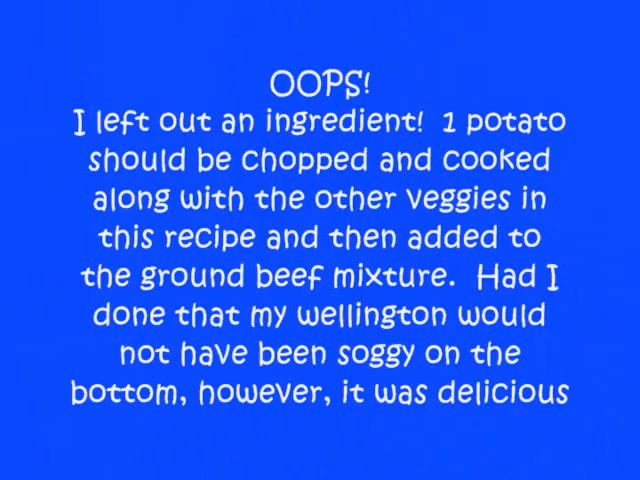 OOPS!
I left out an ingredient! 1 potato
should be chopped and cooked
along with the other veggies in
this recipe and then added to
the ground beef mixture. Had I
done that my wellington would
not have been soggy on the
bottom, however, it was delicious